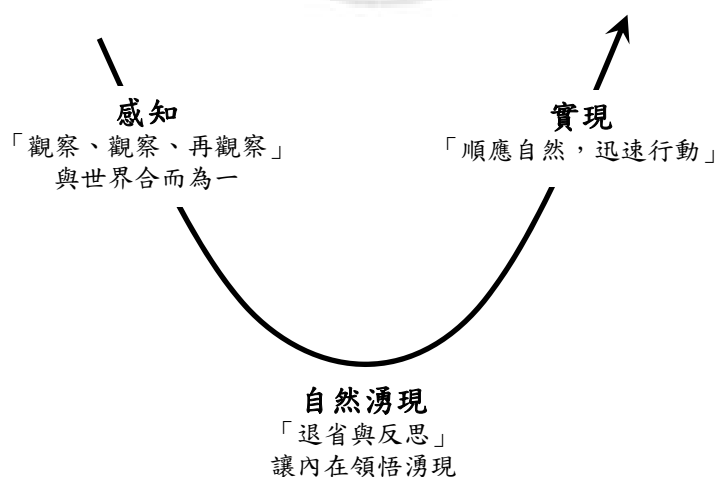 感知
「觀察、觀察、再觀察」
與世界合而為一
實現
「順應自然，迅速行動」
自然湧現
「退省與反思」
讓內在領悟湧現